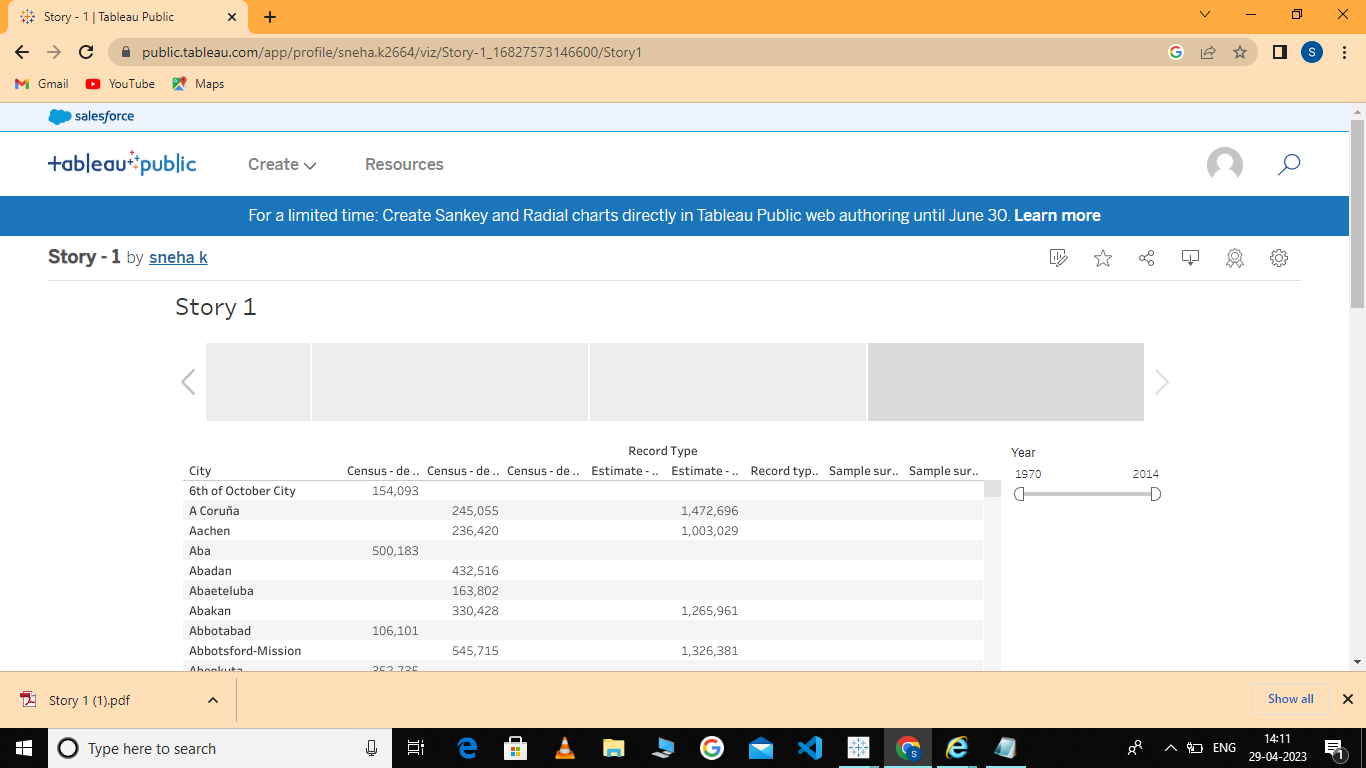 Story - 1 | Tableau Public
public.tableau.com/app/profile/sneha.k2664/viz/Story-1_16827573146600/Story1
S
Gmail YouTube Maps
salesforce
+ableau+public Create Resources
For a limited time: Create Sankey and Radial charts directly in Tableau Public web authoring until June 30. Learn more
Story - 1 by sneha k
Story 1
Record Type
City Census - de .. Census - de .. Census - de .. Estimate - .. Estimate - .. Record typ.. Sample sur.. Sample sur..
6th of October City 154,093
A Coruña 245,055 1,472,696
Aachen 236,420 1,003,029
Aba 500,183
Abadan 432,516
Abaeteluba 163,802
Abakan 330,428 1,265,961
Abbotabad 106,101
Abbotsford-Mission 545,715 1,326,381
Abeokuta 352,735
Year
1970 2014
Story 1 (1).pdf Show all
Type here to search
ENG
14:11
29-04-2023
1